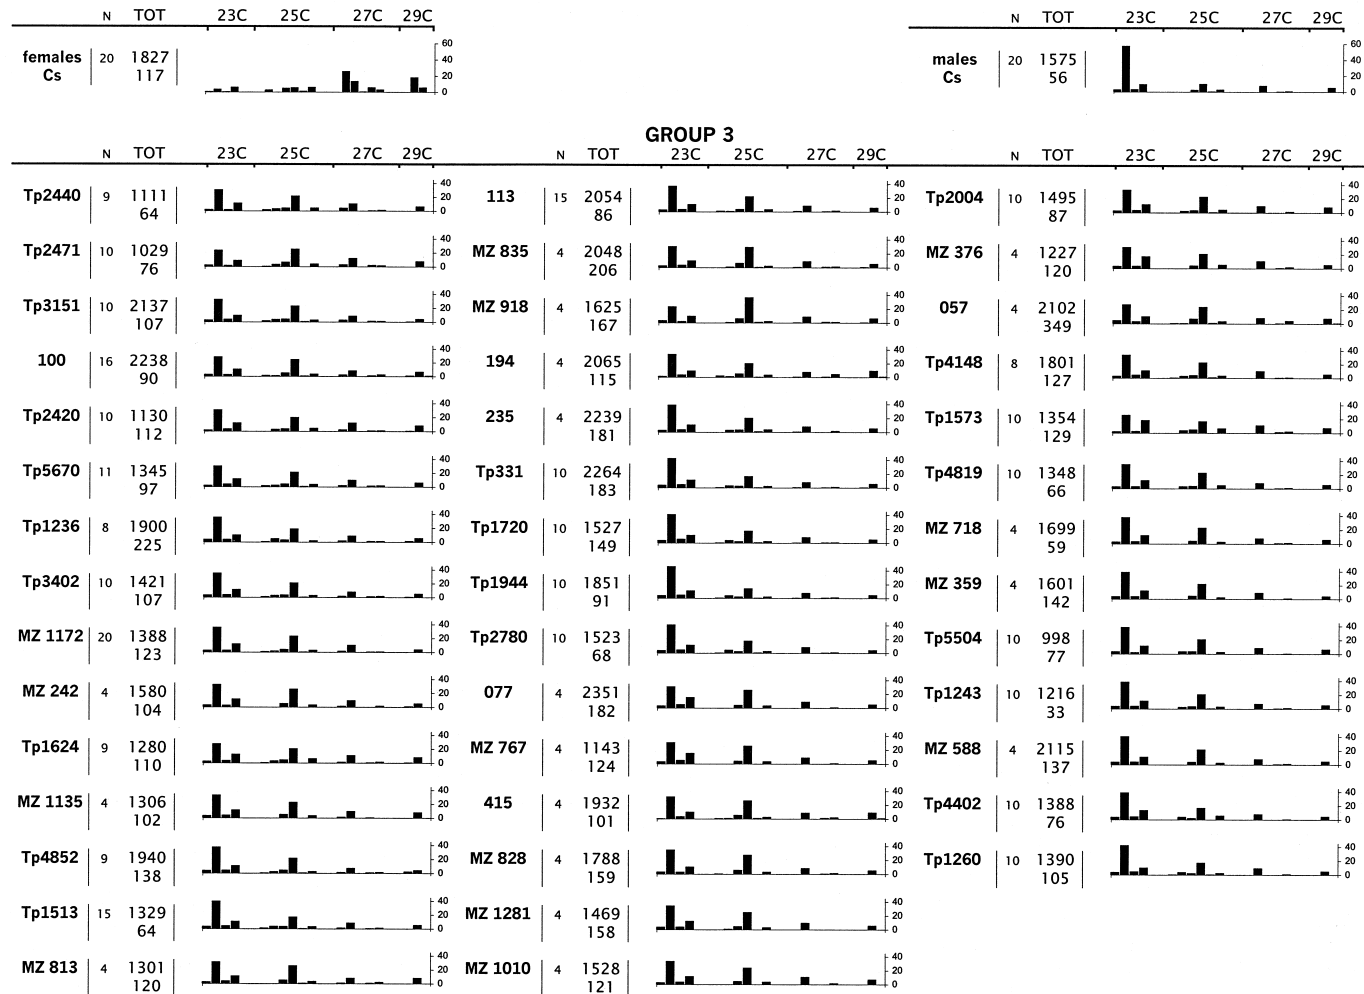 N TOT 23C 25C 27C 29C
N TOT 23C 25C 27C 29C
females Cs 20 1827 117 60 40 20 0
males Cs 20 1575 56 60 40 20 0
GROUP 3
N TOT 23C 25C 27C 29C
N TOT 23C 25C 27C 29C
N TOT 23C 25C 27C 29C
Tp2440 9 1111 64 40 20 0
113 15 2054 86 40 20 0
Tp2004 10 1495 87 40 20 0
Tp2471 10 1029 76 40 20 0
MZ 835 4 2048 206 40 20 0
MZ 376 4 1227 120 40 20 0
Tp3151 10 2137 107 40 20 0
MZ 918 4 1625 167 40 20 0
057 4 2102 349 40 20 0
100 16 2238 90 40 20 0
194 4 2065 115 40 20 0
Tp4148 8 1801 127 40 20 0
Tp2420 10 1130 112 40 20 0
235 4 2239 181 40 20 0
Tp1573 10 1354 129 40 20 0
Tp5670 11 1345 97 40 20 0
Tp331 10 2264 183 40 20 0
Tp4819 10 1348 66 40 20 0
Tp1236 8 1900 225 40 20 0
Tp1720 10 1527 149 40 20 0
MZ 718 4 1699 59 40 20 0
Tp3402 10 1421 107 40 20 0
Tp1944 10 1851 91 40 20 0
MZ 359 4 1601 142 40 20 0
MZ 1172 20 1388 123 40 20 0
Tp2780 10 1523 68 40 20 0
Tp5504 10 998 77 40 20 0
MZ 242 4 1580 104 40 20 0
077 4 2351 182 40 20 0
Tp1243 10 1216 33 40 20 0
Tp1624 9 1280 110 40 20 0
MZ 767 4 1143 124 40 20 0
MZ 588 4 2115 137 40 20 0
MZ 1135 4 1306 102 40 20 0
415 4 1932 101 40 20 0
Tp4402 10 1388 76 40 20 0
Tp4852 9 1940 138 40 20 0
MZ 828 4 1788 159 40 20 0
Tp1260 10 1390 105 40 20 0
Tp1513 15 1329 64 40 20 0
MZ 1281 4 1469 158 40 20 0
MZ 813 4 1301 120 40 20 0
MZ 1010 4 1528 121 40 20 0